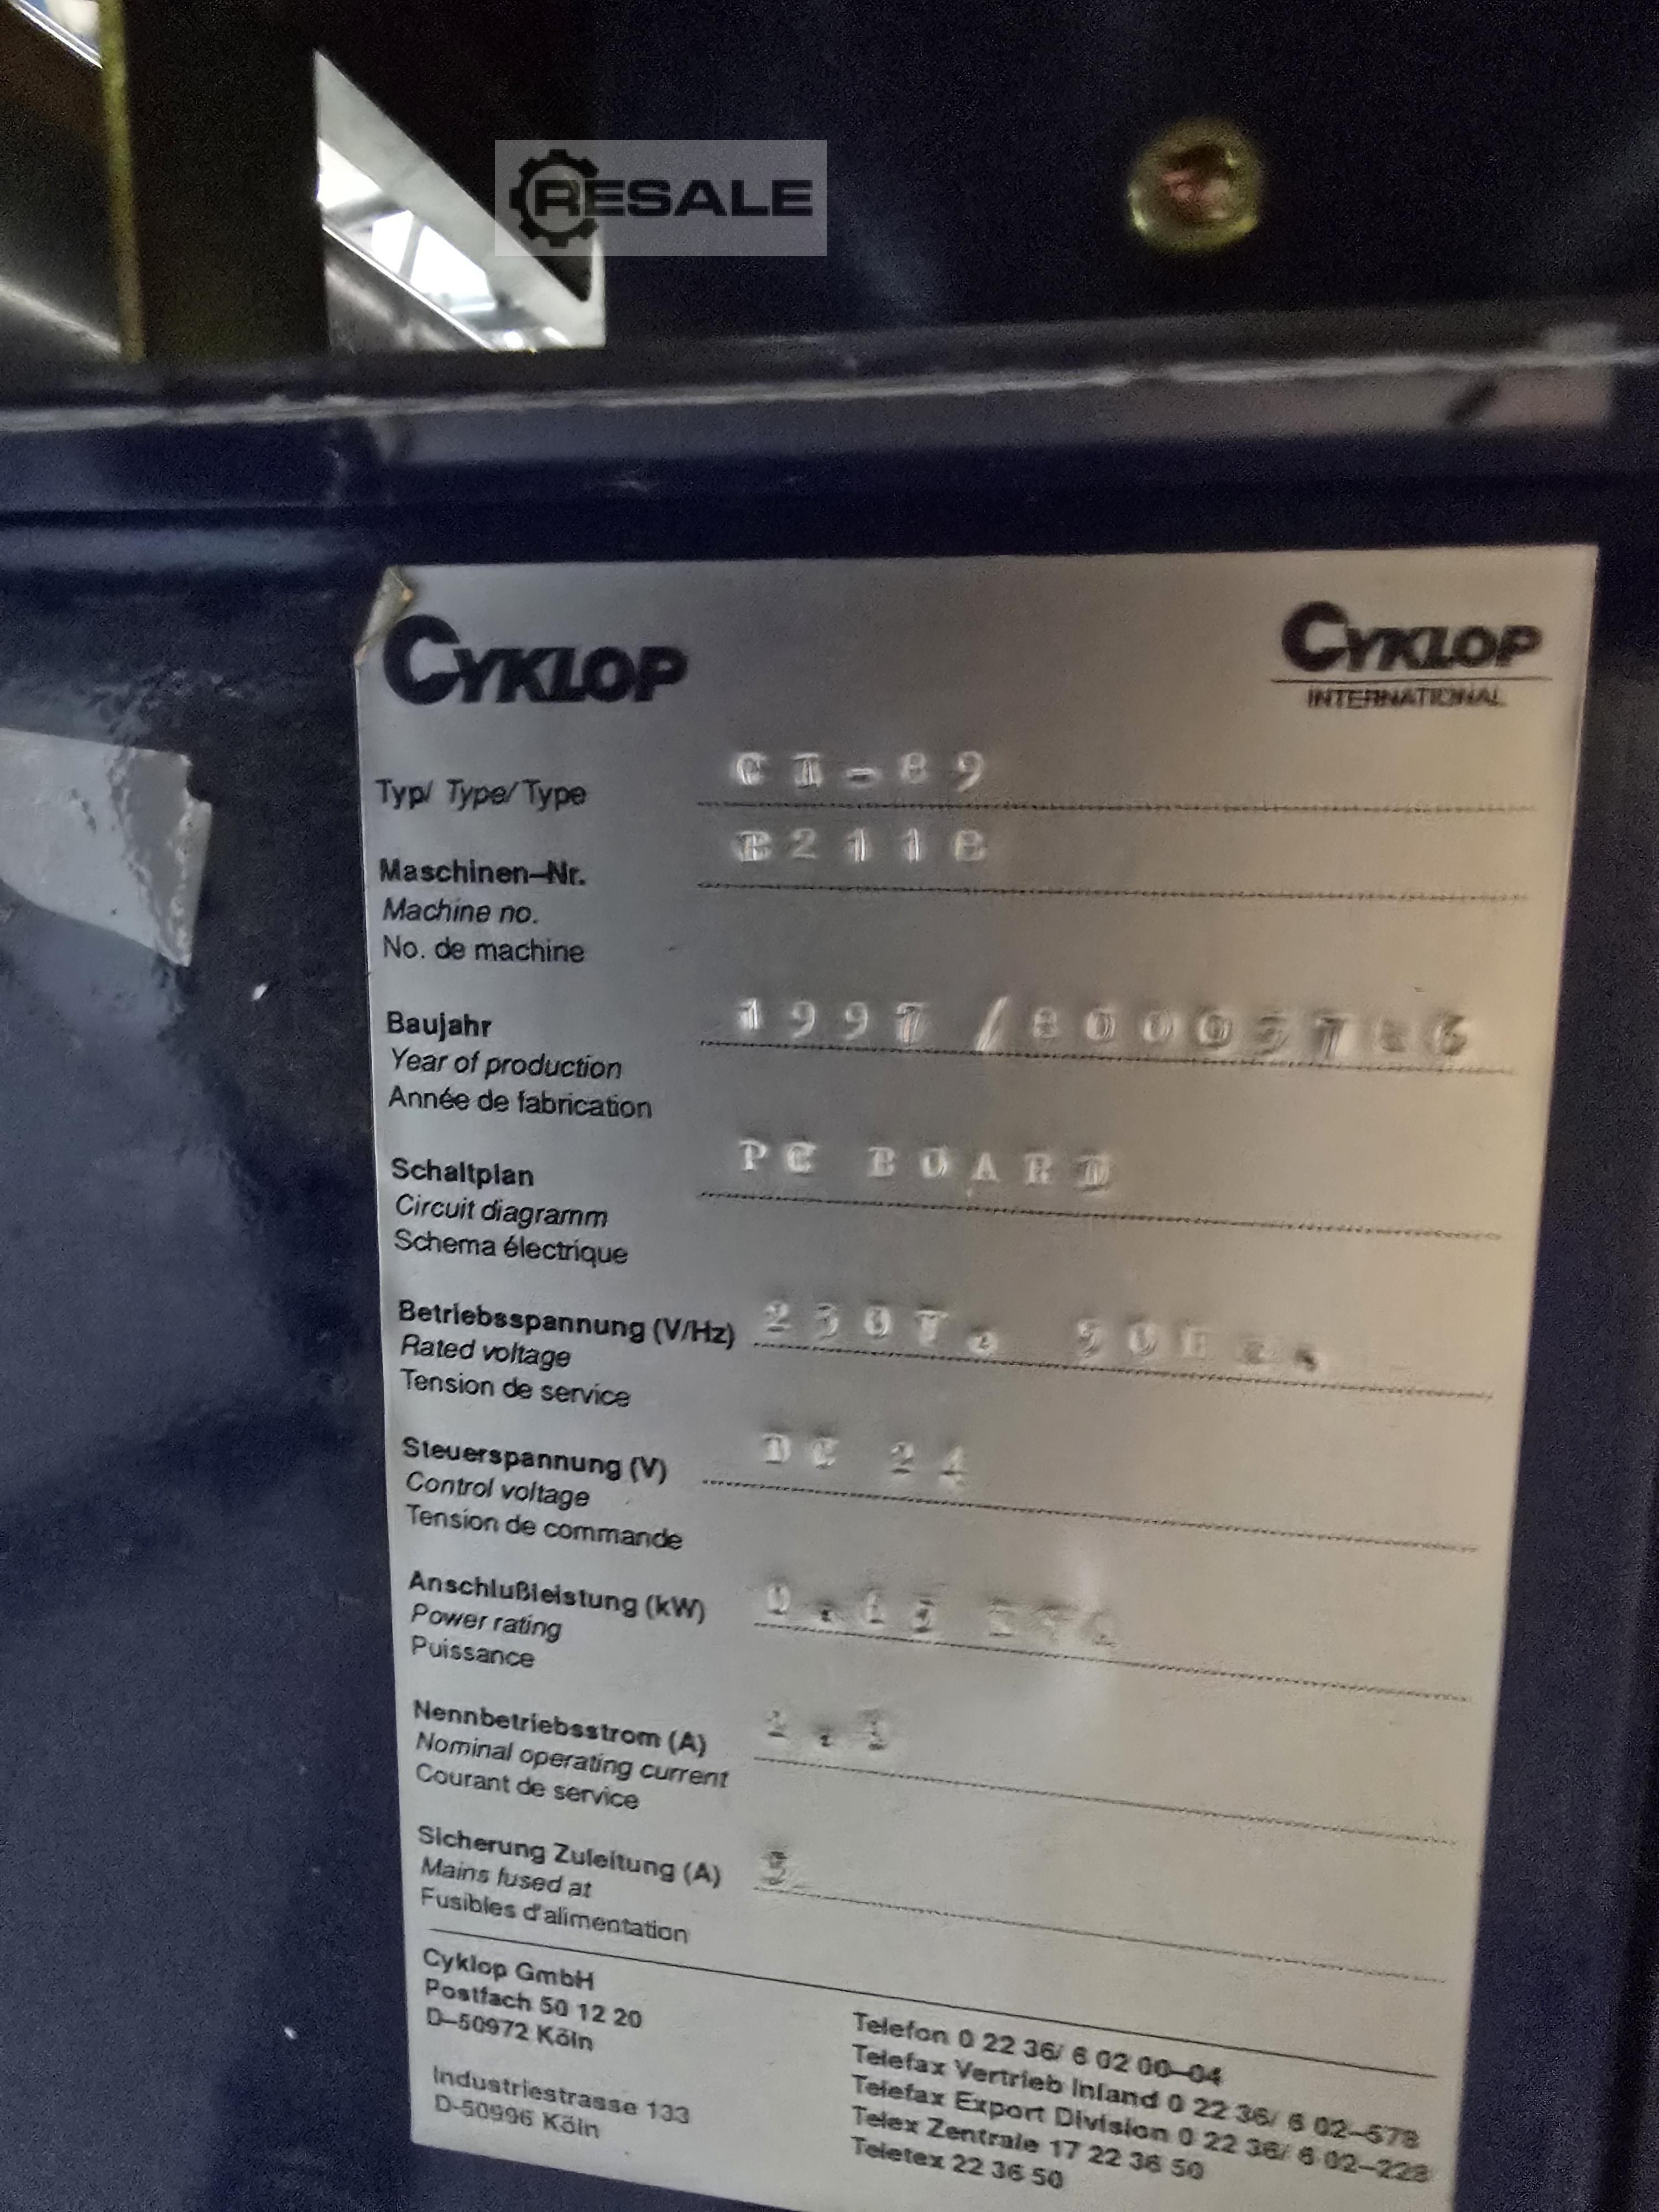 RESALE
CYKLOP
CYKLOP
INTERNATIONAL
Typ/ Type/ Type
Maschinen–Nr.
Machine no.
No. de machine
Baujahr 1997
Year of production
Année de fabrication
Schaltplan PC BOARD
Circuit diagramm
Schema électrique
Betriebsspannung (V/Hz) 230V.
Rated voltage
Tension de service
Steuerspannung (V) DC 24
Control voltage
Tension de commande
Anschlußleistung (kW)
Power rating
Puissance
Nennbetriebsstrom (A)
Nominal operating current
Courant de service
Sicherung Zuleitung (A)
Mains fused at
Fusibles d'alimentation
Cyklop GmbH
Postfach 50 12 20
D–50972 Köln
Industriestrasse 133
D-50996 Köln
Telefon 0 22 36/ 6 02 00–04
Telefax Vertrieb Inland 0 22 36/ 6 02–578
Telefax Export Division 0 22 36/ 6 02–228
Telex Zentrale 17 22 36 50
Teletex 22 36 50